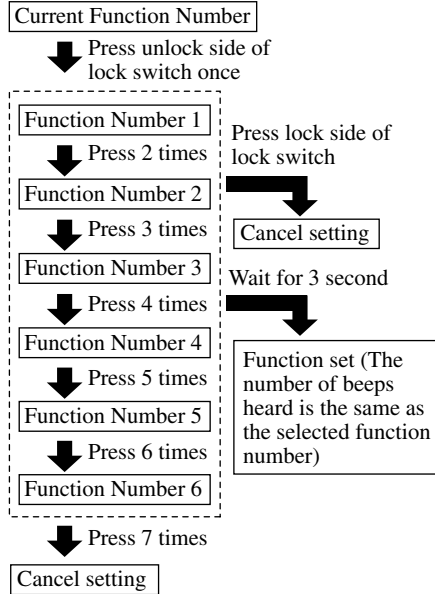 Current Function Number
Press unlock side of
lock switch once
Function Number 1
Press 2 times
Function Number 2
Press 3 times
Function Number 3
Press 4 times
Function Number 4
Press 5 times
Function Number 5
Press 6 times
Function Number 6
Press 7 times
Cancel setting
Press lock side of
lock switch
Cancel setting
Wait for 3 second
Function set (The
number of beeps
heard is the same as
the selected function
number)